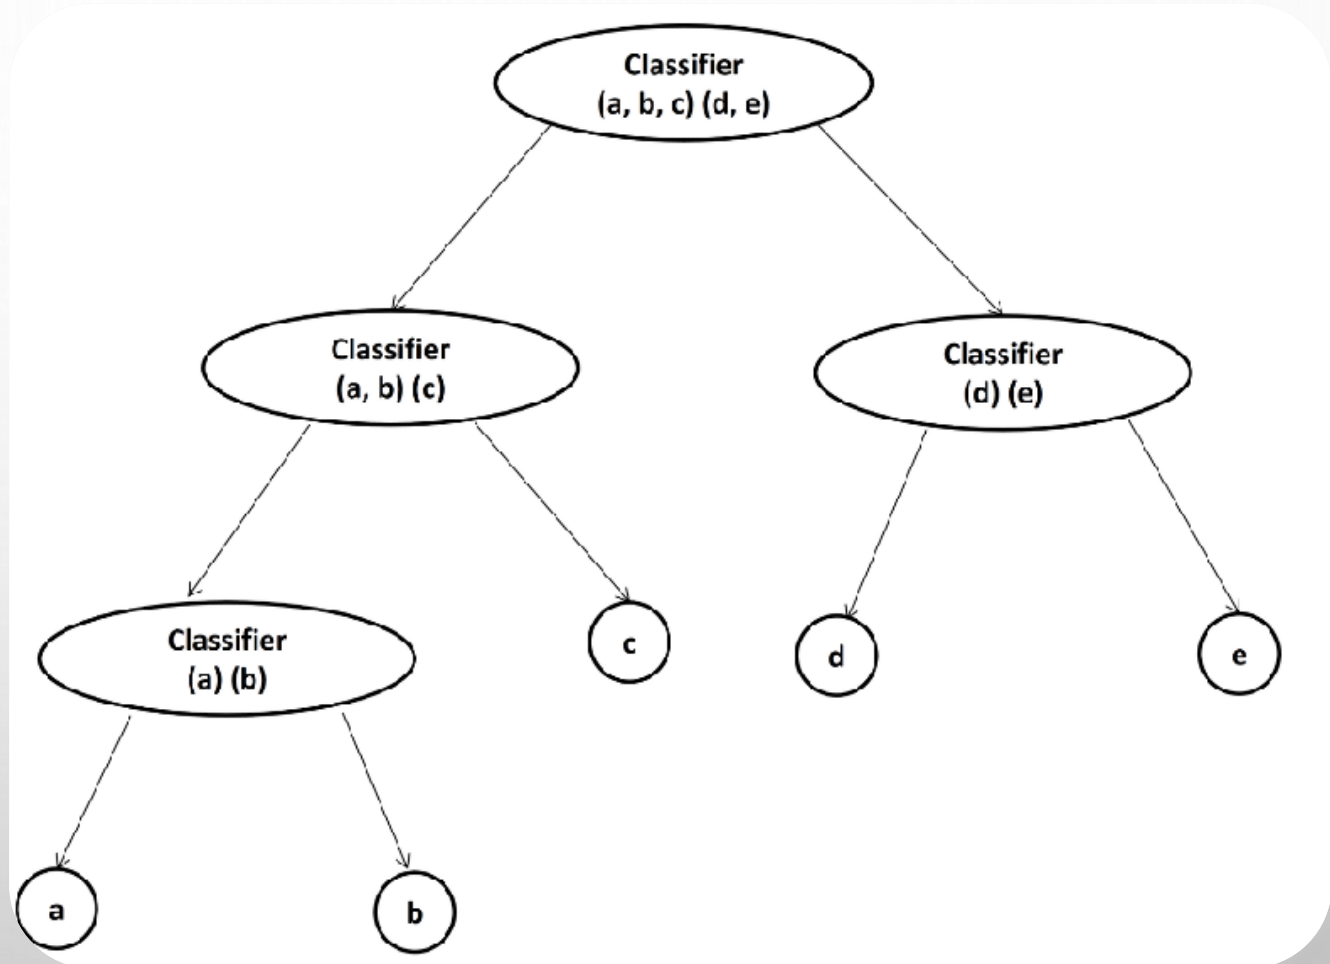 Classifier
(a, b, c) (d, e)
Classifier
(a, b) (c)
Classifier
(d) (e)
Classifier
(a) (b)
c
d
e
a
b